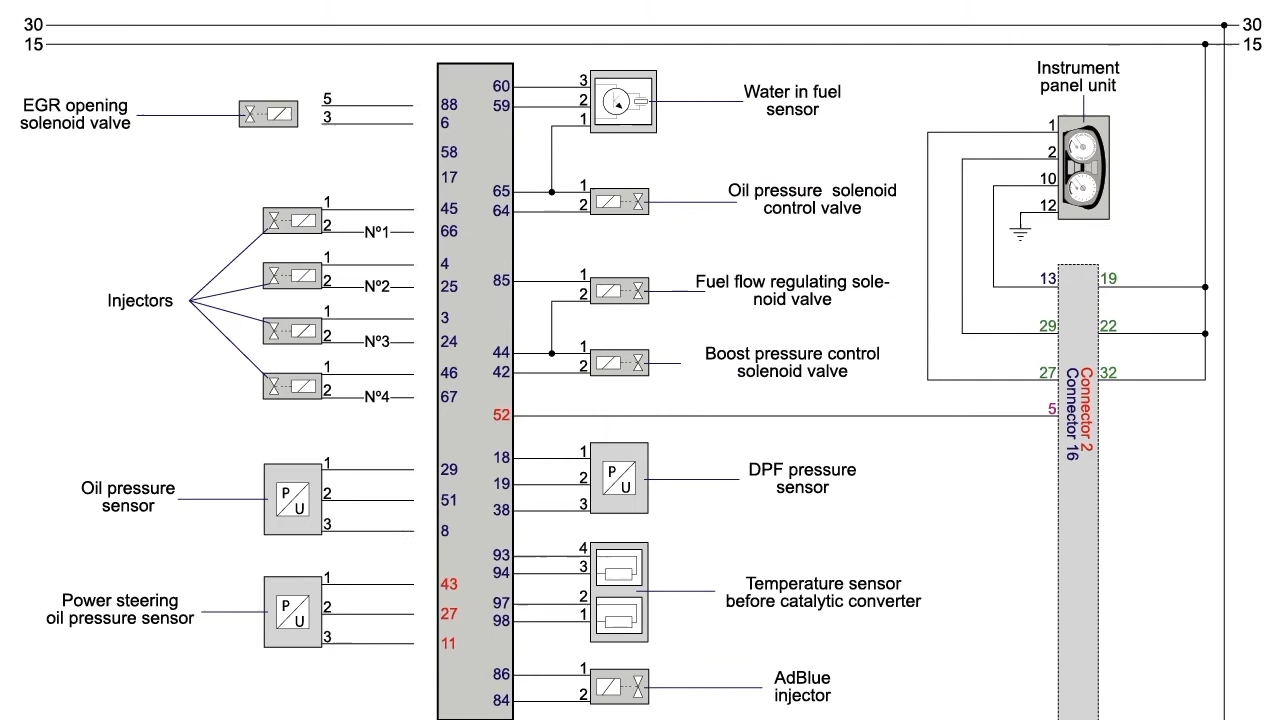 30
30
15
15
EGR opening
solenoid valve
5
3
88
6
58
17
Injectors
1
2
Nº1
45
66
1
2
Nº2
4
25
1
2
Nº3
3
24
1
2
Nº4
46
67
Oil pressure
sensor
1
2
3
29
51
8
P
U
Power steering
oil pressure sensor
1
2
3
43
27
11
P
U
60
59
3
2
1
Water in fuel
sensor
65
64
1
2
Oil pressure solenoid
control valve
85
1
2
Fuel flow regulating sole-
noid valve
44
42
1
2
Boost pressure control
solenoid valve
52
5
18
19
38
1
2
3
P
U
DPF pressure
sensor
93
94
97
98
4
3
2
1
Temperature sensor
before catalytic converter
86
84
1
2
AdBlue
injector
Instrument
panel unit
1
2
10
12
13
19
29
22
27
32
Connector 2
Connector 16